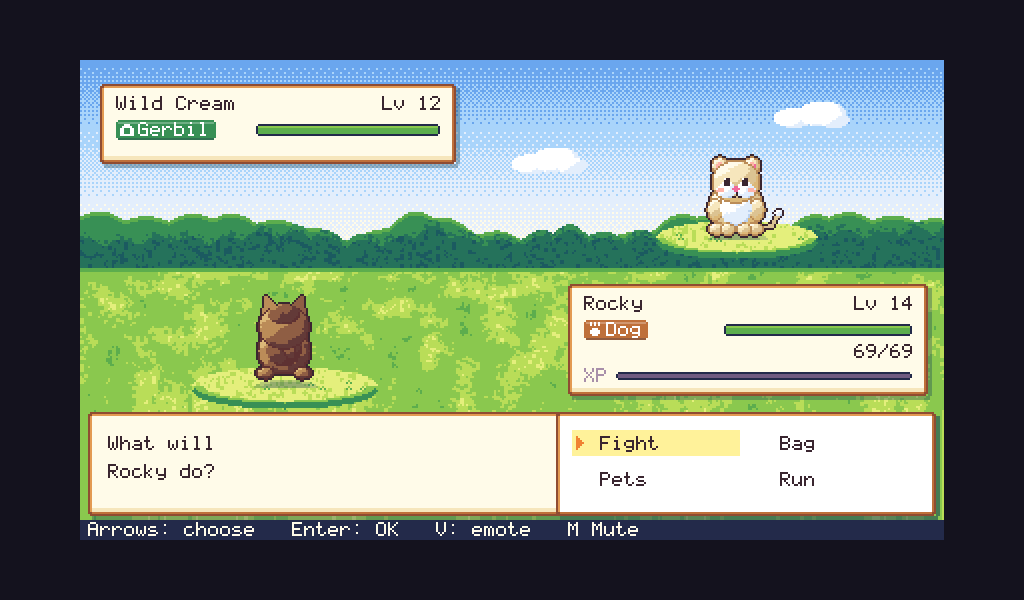 Wild Cream Lv 12
Gerbil
Rocky Lv 14
Dog
69/69
XP
What will
Rocky do?
Fight Bag
Pets Run
Arrows: choose Enter: OK V: emote M Mute